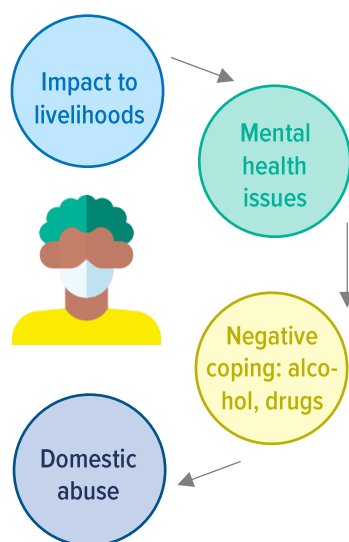 Impact to
livelihoods
Mental
health
issues
Negative
coping: alco-
hol, drugs
Domestic
abuse